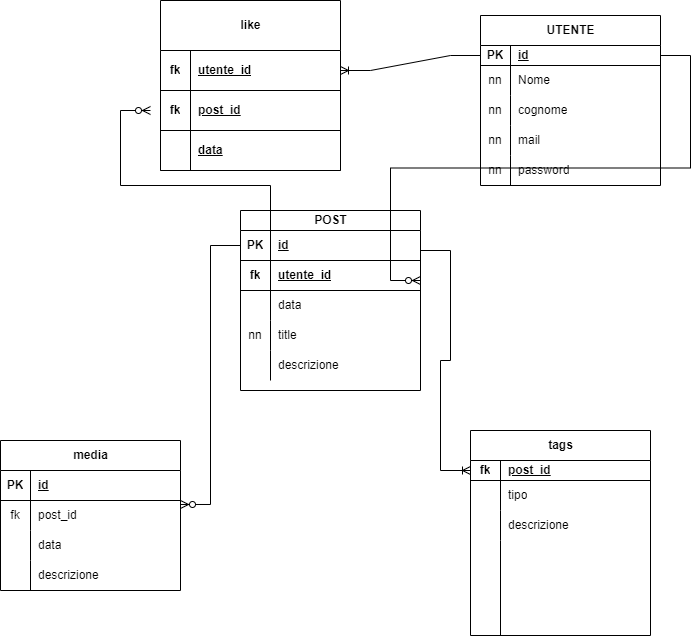 like
fk utente_id
fk post_id
data
UTENTE
PK id
nn Nome
nn cognome
nn mail
nn password
POST
PK id
fk utente_id
data
nn title
descrizione
media
PK id
fk post_id
data
descrizione
tags
fk post_id
tipo
descrizione